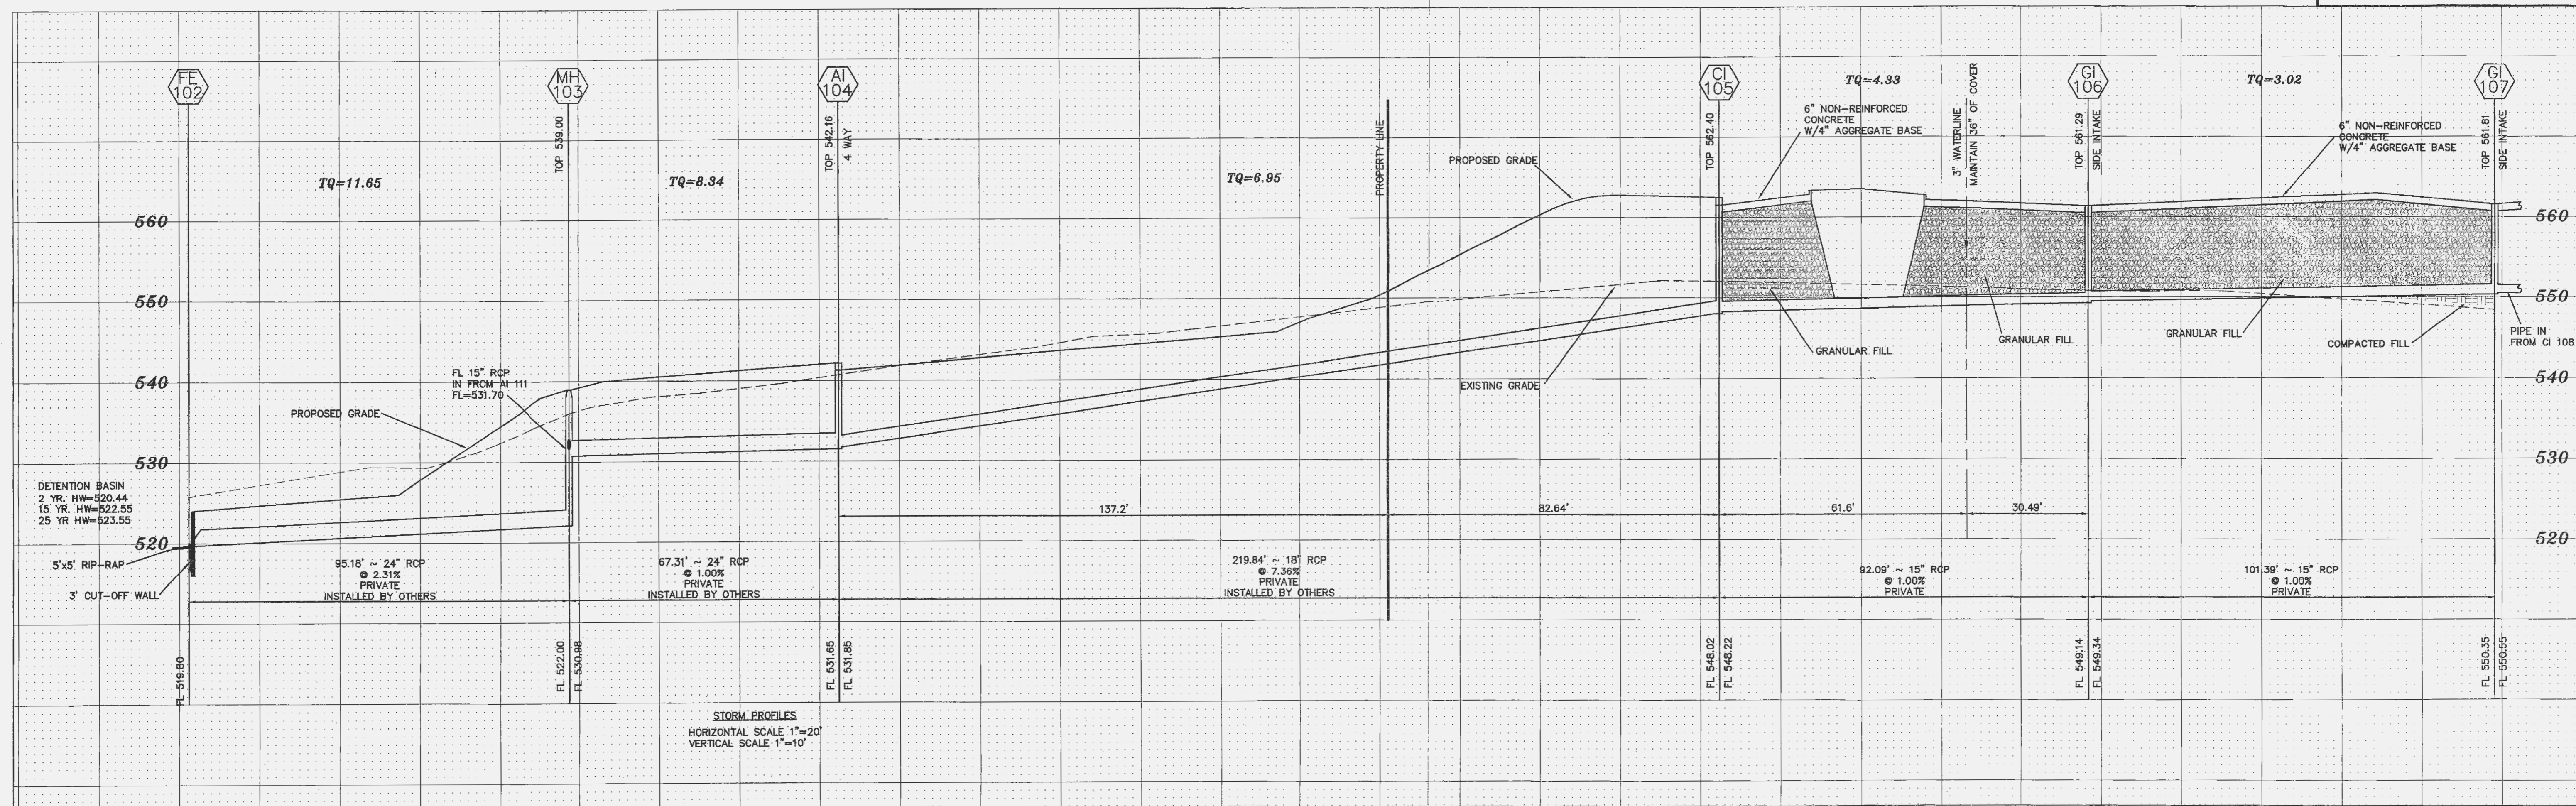 FE
102
MH
103
AI
104
CI
105
GI
106
GI
107
TOP 539.00
TOP 542.16
4 WAY
PROPERTY LINE
TOP 562.40
3" WATERLINE
MAINTAIN 36" OF COVER
TOP 561.29
SIDE INTAKE
TOP 561.81
SIDE INTAKE
TQ=11.65
TQ=8.34
TQ=6.95
TQ=4.33
TQ=3.02
6" NON-REINFORCED
CONCRETE
W/4" AGGREGATE BASE
6" NON-REINFORCED
CONCRETE
W/4" AGGREGATE BASE
PROPOSED GRADE
560
550
540
530
520
560
550
540
530
520
FL 15" RCP
IN FROM AI 111
FL=531.70
PROPOSED GRADE
EXISTING GRADE
GRANULAR FILL
GRANULAR FILL
GRANULAR FILL
COMPACTED FILL
PIPE IN
FROM CI 108
DETENTION BASIN
2 YR. HW=520.44
15 YR. HW=522.55
25 YR HW=523.55
5'x5' RIP-RAP
3' CUT-OFF WALL
137.2'
82.64'
61.6'
30.49'
95.18' ~ 24" RCP
@ 2.31%
PRIVATE
INSTALLED BY OTHERS
67.31' ~ 24" RCP
@ 1.00%
PRIVATE
INSTALLED BY OTHERS
219.84' ~ 18" RCP
@ 7.36%
PRIVATE
INSTALLED BY OTHERS
92.09' ~ 15" RCP
@ 1.00%
PRIVATE
101.39' ~ 15" RCP
@ 1.00%
PRIVATE
FL 519.80
FL 522.00
FL 530.98
FL 531.65
FL 531.85
FL 548.02
FL 548.22
FL 549.14
FL 549.34
FL 550.35
FL 550.55
STORM PROFILES
HORIZONTAL SCALE 1"=20'
VERTICAL SCALE 1"=10'